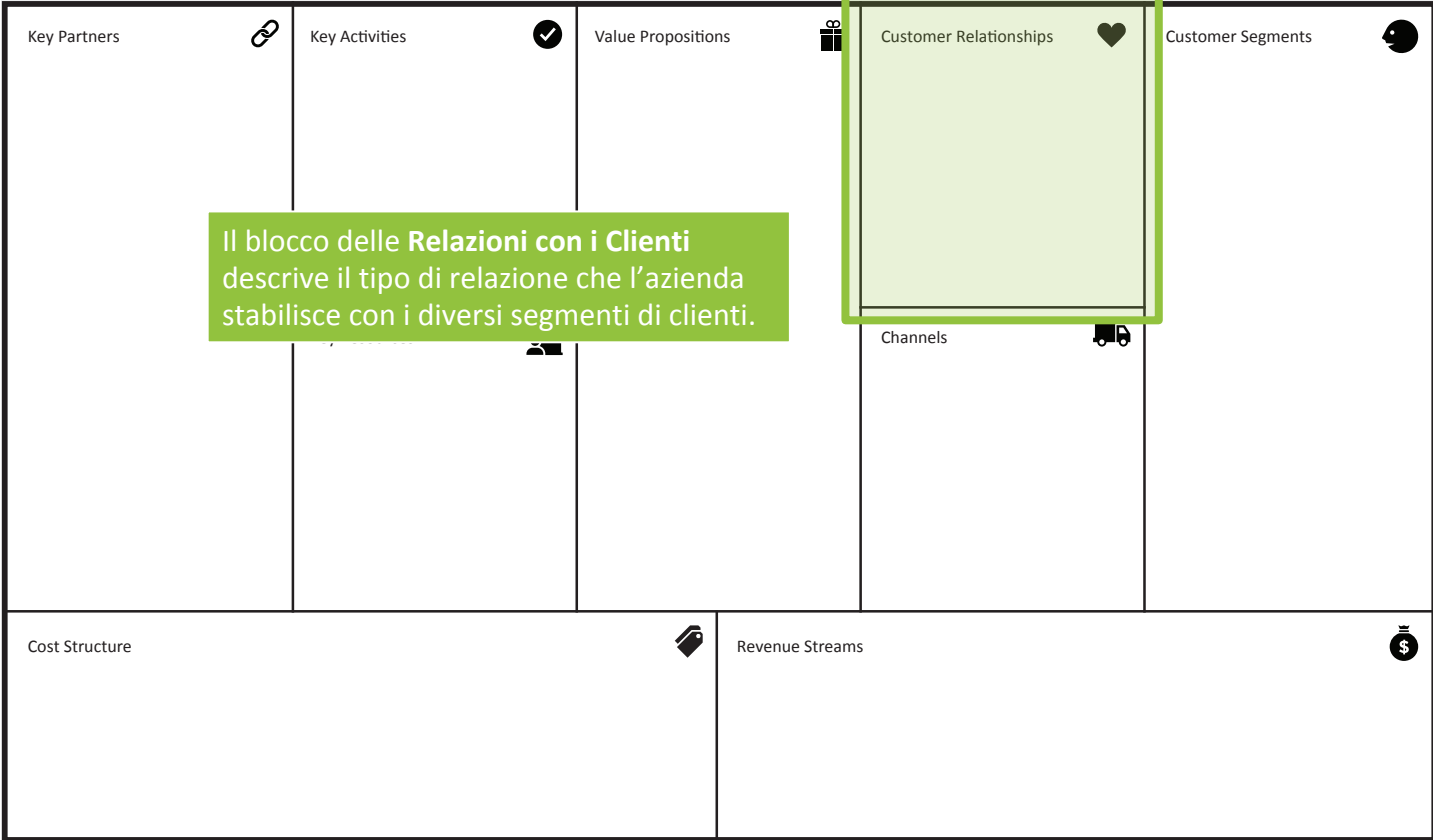 Key Partners
Key Activities
Value Propositions
Customer Relationships
Customer Segments
Il blocco delle Relazioni con i Clienti
descrive il tipo di relazione che l’azienda
stabilisce con i diversi segmenti di clienti.
Channels
Cost Structure
Revenue Streams
$